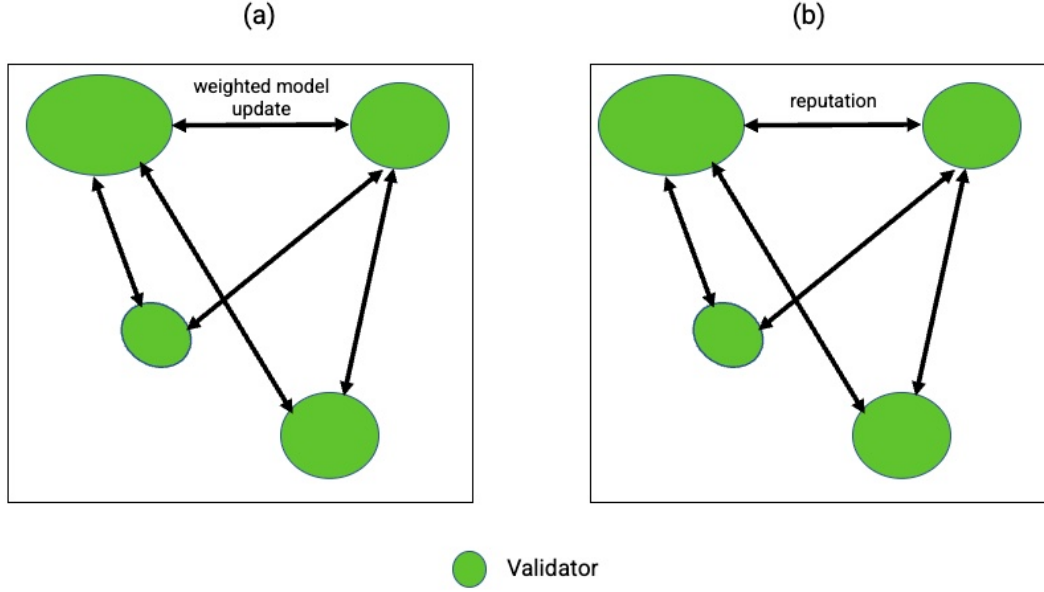 (a)
(b)
weighted model
update
reputation
Validator